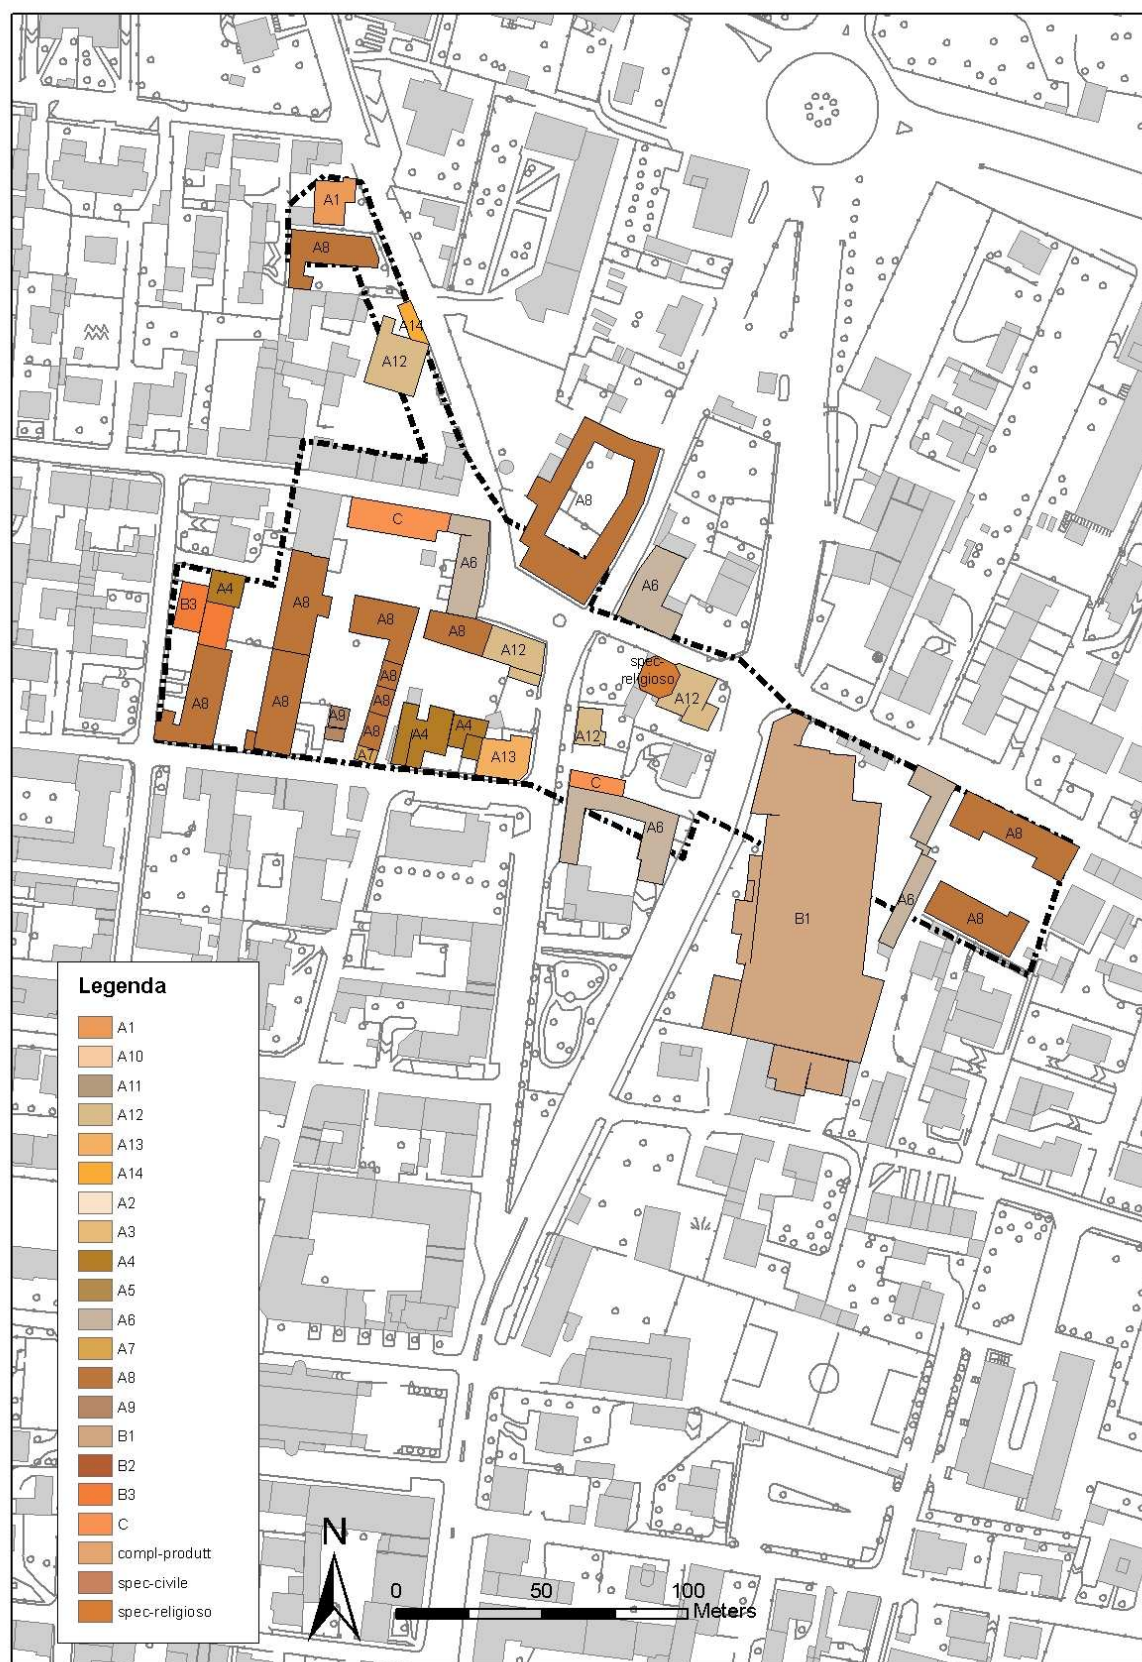 A1
A8
A14
A12
A8
C
A6
A6
A4
B3
A8
A8
A8
A12
spec-
religioso
A8
A12
A8
A8
A8
A9
A4
A4
A8
A12
A7
A13
C
A6
A8
B1
A6
A8
Legenda
A1
A10
A11
A12
A13
A14
A2
A3
A4
A5
A6
A7
A8
A9
B1
B2
B3
C
compl-produtt
spec-civile
spec-religioso
N
0 50 100
Meters